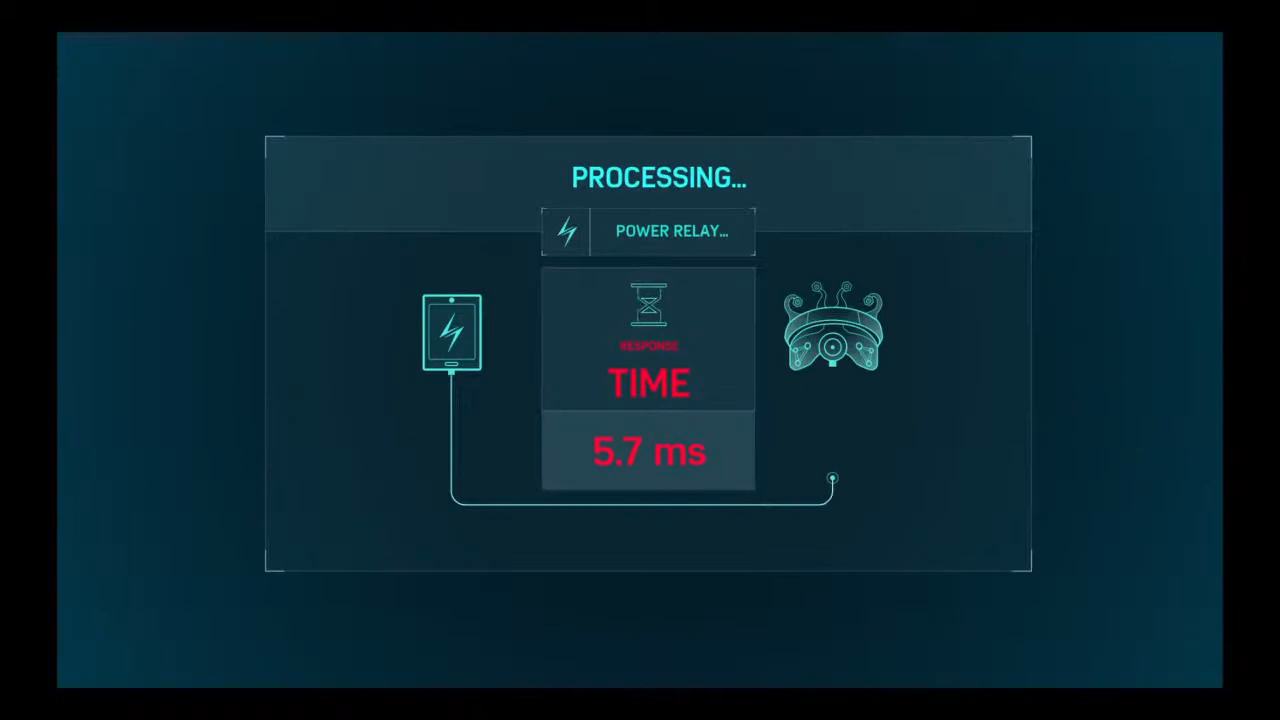 PROCESSING...
POWER RELAY...
RESPONSE
TIME
5.7 ms